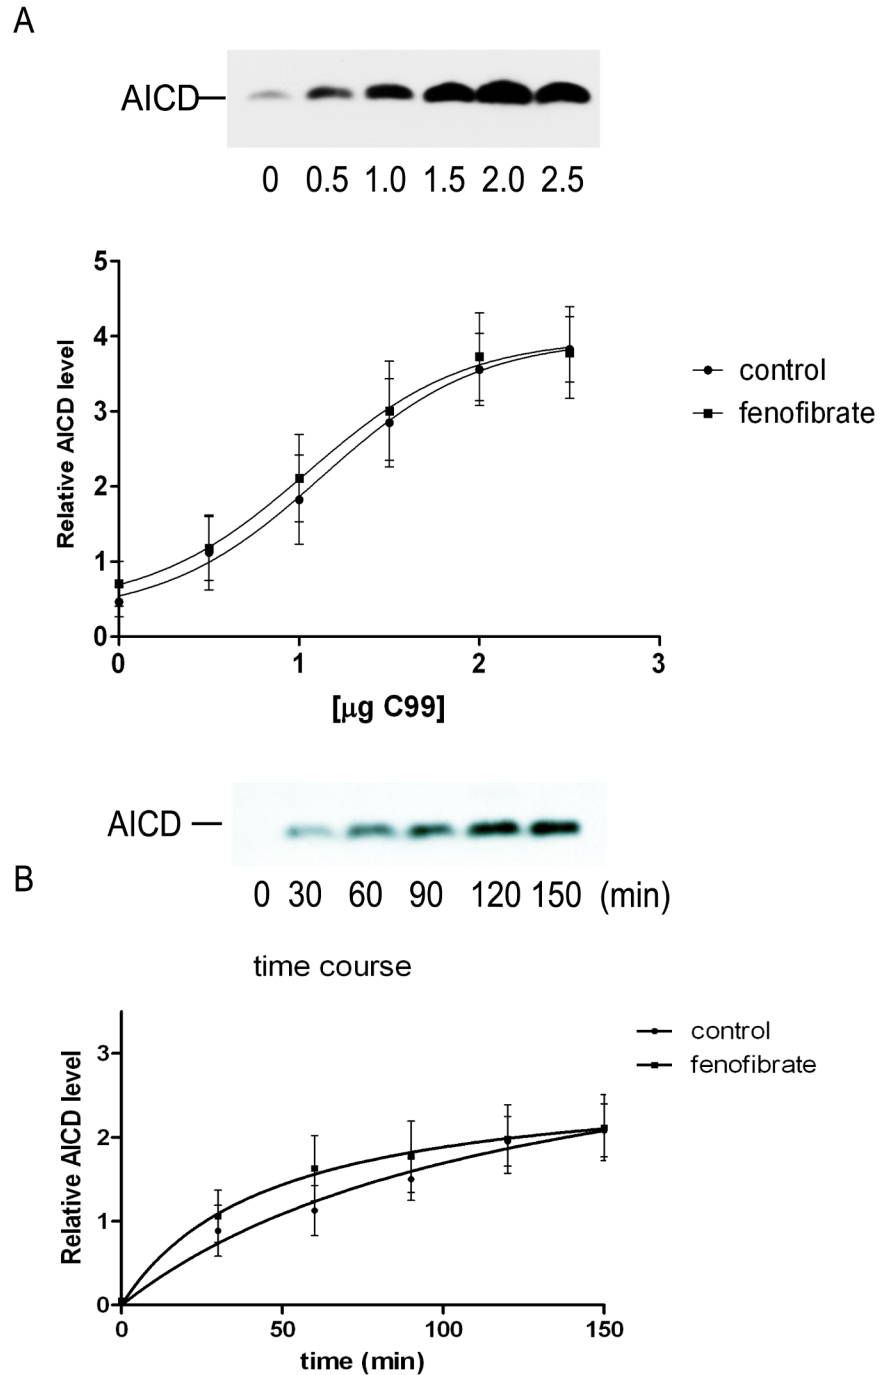 A
AICD
0 0.5 1.0 1.5 2.0 2.5
5
4
3
2
1
0
Relative AICD level
0 1 2 3
[μg C99]
control
fenofibrate
AICD
B
0 30 60 90 120 150 (min)
time course
3
2
1
0
Relative AICD level
0 50 100 150
time (min)
control
fenofibrate